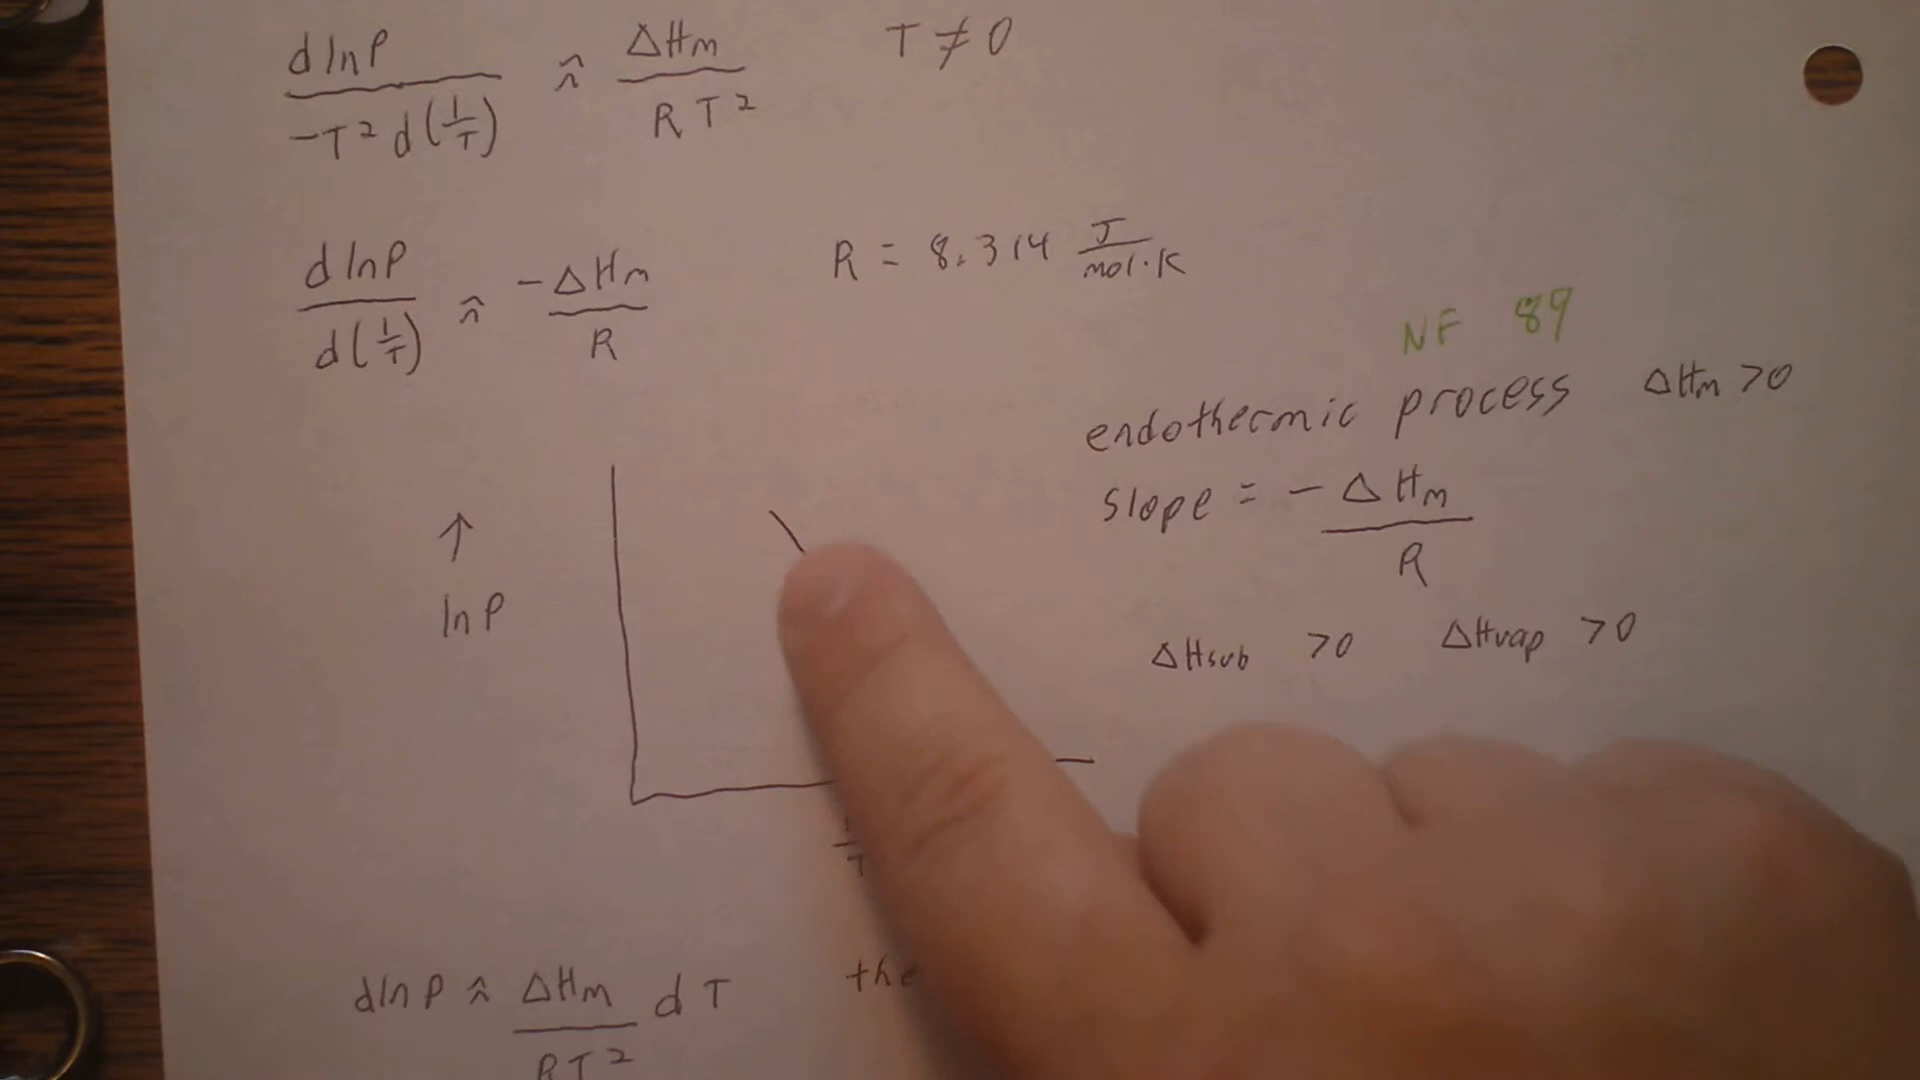 d ln P / -T² d(1/T) ≈ ΔHm / RT² T ≠ 0
d ln P / d(1/T) ≈ -ΔHm / R R = 8.314 J / mol·K
NF 89
endothermic process ΔHm >0
slope = -ΔHm / R
↑
ln P
ΔHsub >0 ΔHvap >0
d ln P ≈ ΔHm / RT² dT